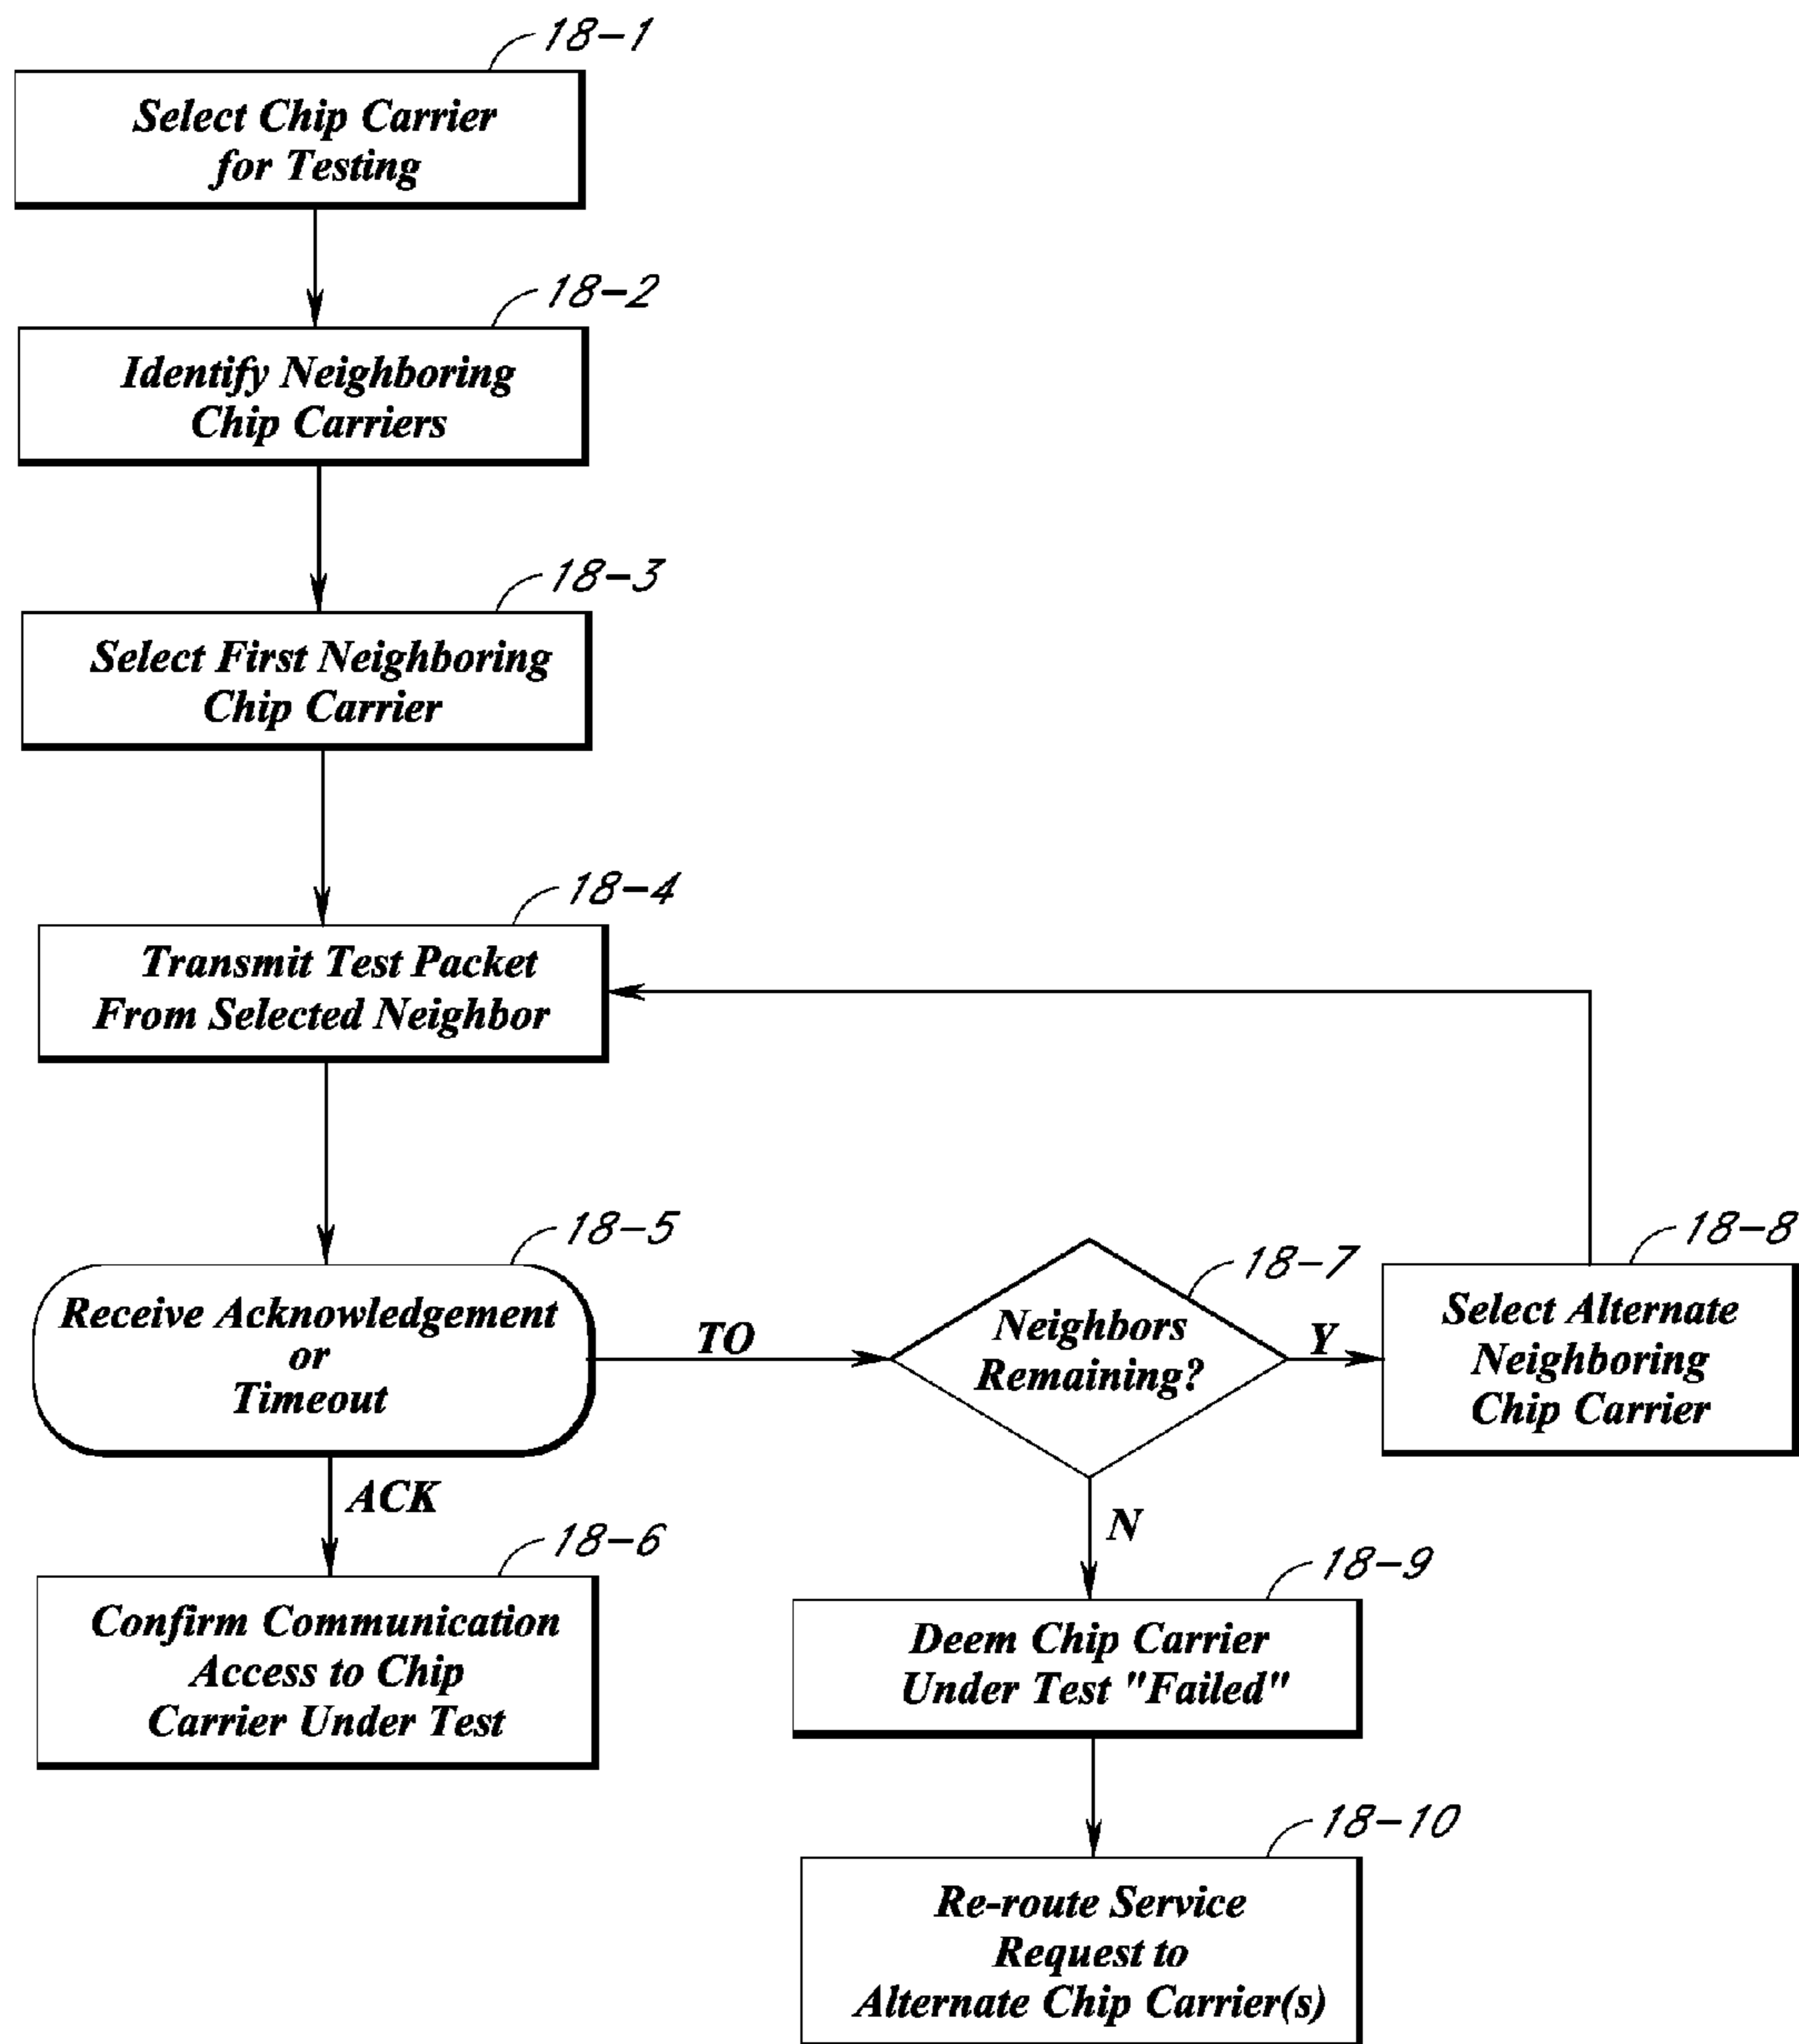 18-1
Select Chip Carrier
for Testing
18-2
Identify Neighboring
Chip Carriers
18-3
Select First Neighboring
Chip Carrier
18-4
Transmit Test Packet
From Selected Neighbor
18-5
Receive Acknowledgement
or
Timeout
TO
18-7
Neighbors
Remaining?
Y
18-8
Select Alternate
Neighboring
Chip Carrier
ACK
18-6
Confirm Communication
Access to Chip
Carrier Under Test
N
18-9
Deem Chip Carrier
Under Test "Failed"
18-10
Re-route Service
Request to
Alternate Chip Carrier(s)